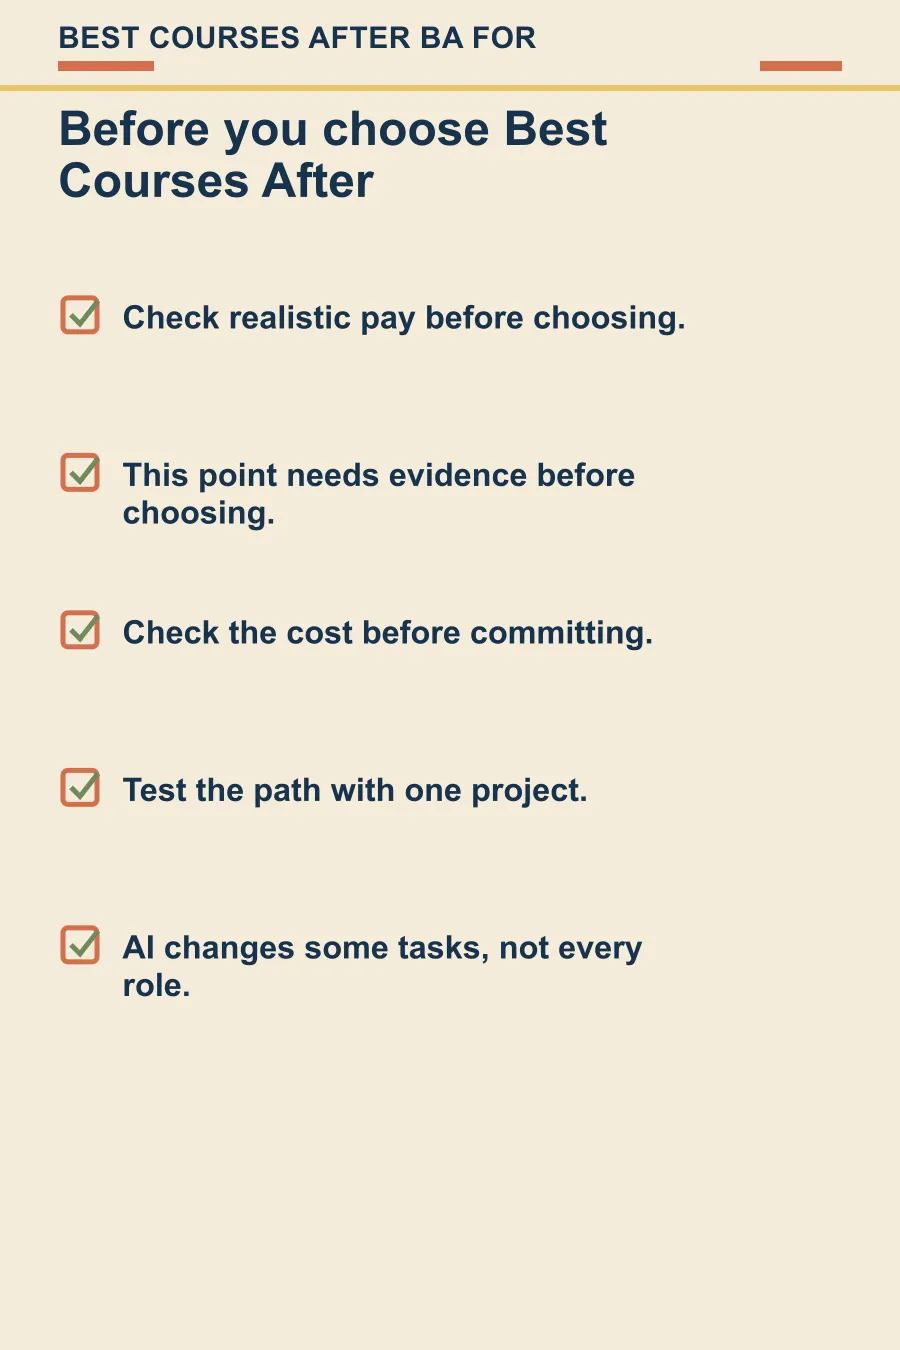 BEST COURSES AFTER BA FOR
Before you choose Best
Courses After
Check realistic pay before choosing.
This point needs evidence before
choosing.
Check the cost before committing.
Test the path with one project.
AI changes some tasks, not every
role.